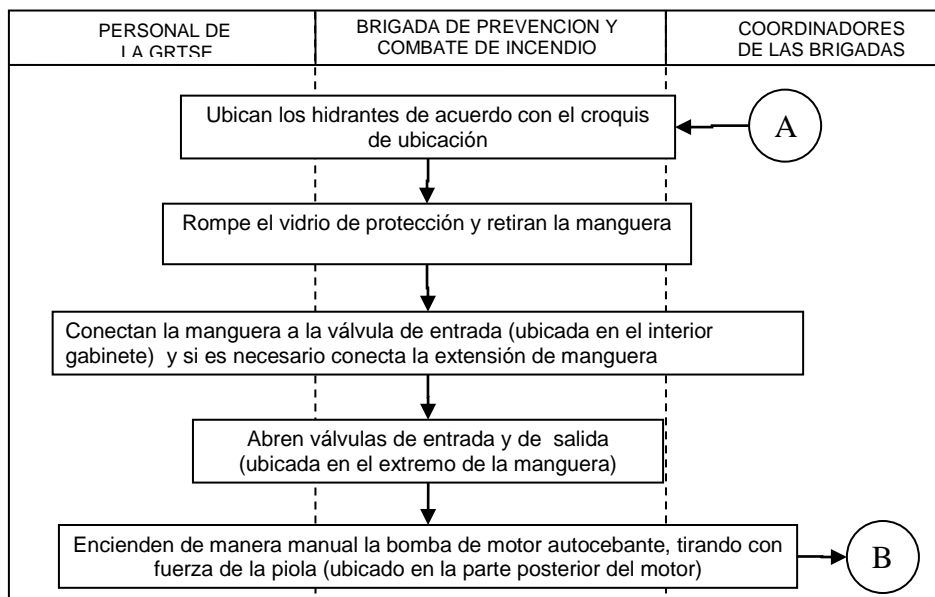 PERSONAL DE
LA GRTSE
BRIGADA DE PREVENCION Y
COMBATE DE INCENDIO
COORDINADORES
DE LAS BRIGADAS
Ubican los hidrantes de acuerdo con el croquis
de ubicación
A
Rompe el vidrio de protección y retiran la manguera
Conectan la manguera a la válvula de entrada (ubicada en el interior
gabinete) y si es necesario conecta la extensión de manguera
Abren válvulas de entrada y de salida
(ubicada en el extremo de la manguera)
Encienden de manera manual la bomba de motor autocebante, tirando con
fuerza de la piola (ubicado en la parte posterior del motor)
B